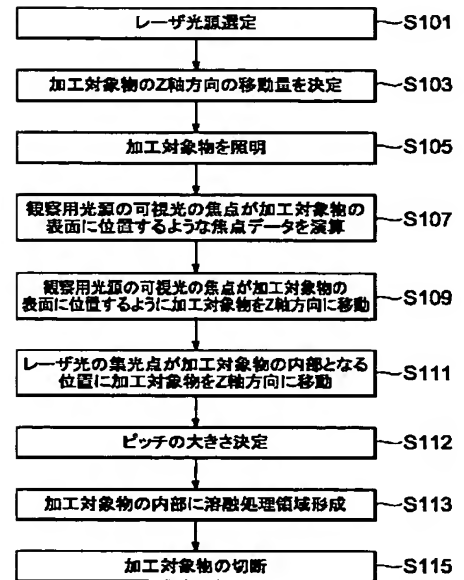 レーザ光源選定
S101
加工対象物のZ軸方向の移動量を決定
S103
加工対象物を照明
S105
観察用光源の可視光の焦点が加工対象物の
表面に位置するような焦点データを演算
S107
観察用光源の可視光の焦点が加工対象物の
表面に位置するように加工対象物をZ軸方向に移動
S109
レーザ光の集光点が加工対象物の内部となる
位置に加工対象物をZ軸方向に移動
S111
ピッチの大きさ決定
S112
加工対象物の内部に溶融処理領域形成
S113
加工対象物の切断
S115